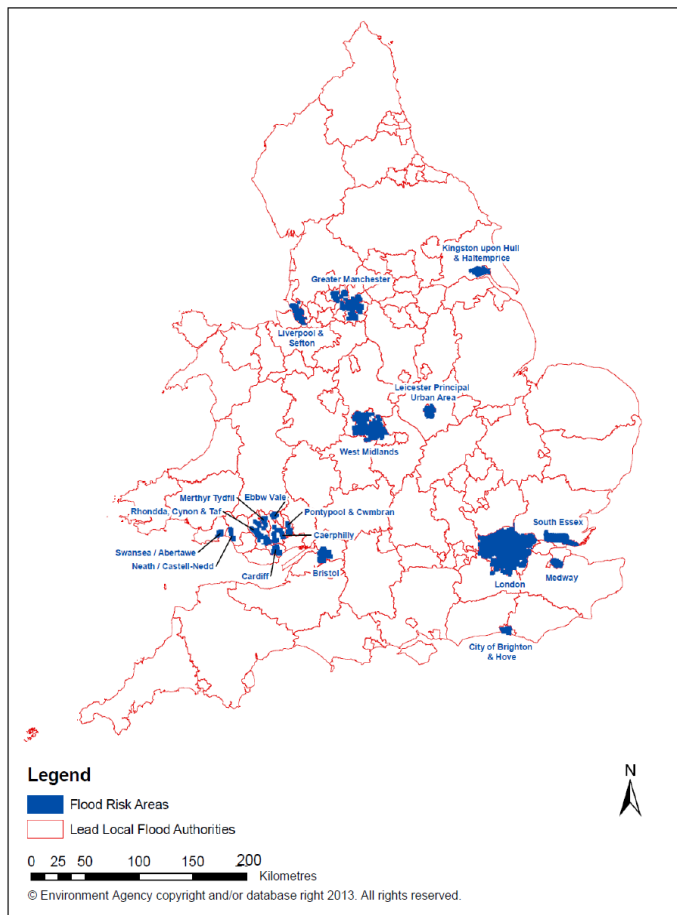 Kingston upon Hull
& Haltemprice
Greater Manchester
Liverpool &
Sefton
Leicester Principal
Urban Area
West Midlands
Merthyr Tydfil
Ebbw Vale
Rhondda, Cynon & Taf
Pontypool & Cwmbran
Caerphilly
Swansea / Abertawe
Neath / Castell-Nedd
Cardiff
Bristol
South Essex
London
Medway
City of Brighton
& Hove
Legend
Flood Risk Areas
Lead Local Flood Authorities
N
0 25 50 100 150 200
Kilometres
© Environment Agency copyright and/or database right 2013. All rights reserved.